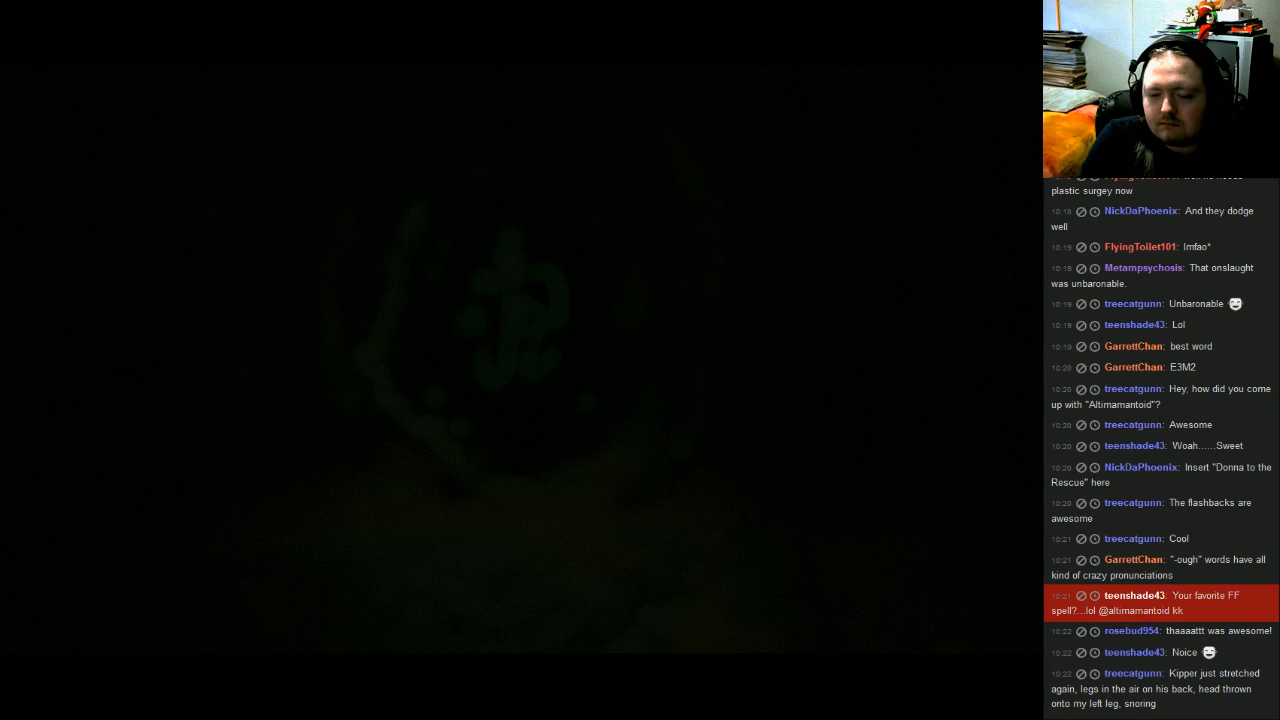 plastic surgey now
10:18 NickDaPhoenix: And they dodge
well
10:19 FlyingToilet101: lmfao*
10:19 Metampsychosis: That onslaught
was unbaronable.
10:19 treecatgunn: Unbaronable
10:19 teenshade43: Lol
10:19 GarrettChan: best word
10:20 GarrettChan: E3M2
10:20 treecatgunn: Hey, how did you come
up with "Altimamantoid"?
10:20 treecatgunn: Awesome
10:20 teenshade43: Woah......Sweet
10:20 NickDaPhoenix: Insert "Donna to the
Rescue" here
10:20 treecatgunn: The flashbacks are
awesome
10:21 treecatgunn: Cool
10:21 GarrettChan: "-ough" words have all
kind of crazy pronunciations
10:21 teenshade43: Your favorite FF
spell?...lol @altimamantoid kk
10:22 rosebud954: thaaaattt was awesome!
10:22 teenshade43: Noice
10:22 treecatgunn: Kipper just stretched
again, legs in the air on his back, head thrown
onto my left leg, snoring